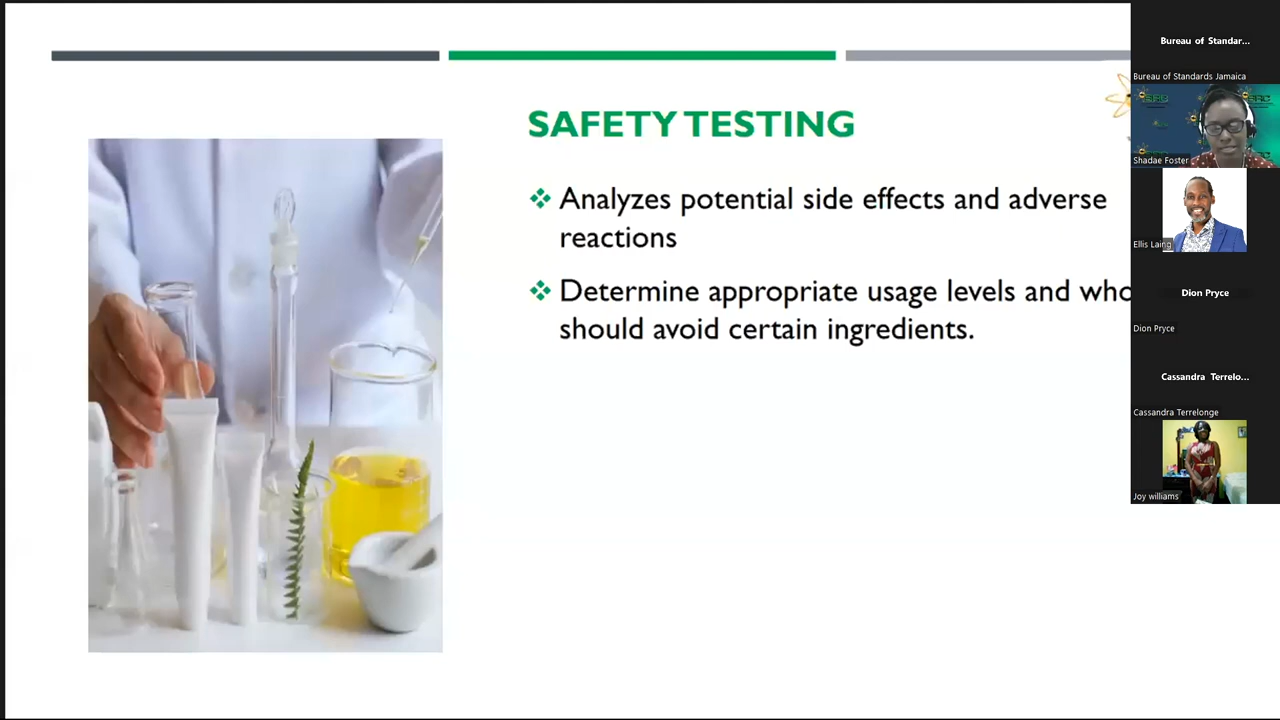 SAFETY TESTING
Analyzes potential side effects and adverse
reactions
Determine appropriate usage levels and who
should avoid certain ingredients.
Bureau of Standar...
Bureau of Standards Jamaica
Shadae Foster
Ellis Laing
Dion Pryce
Dion Pryce
Cassandra Terrelo...
Cassandra Terrelonge
Joy williams